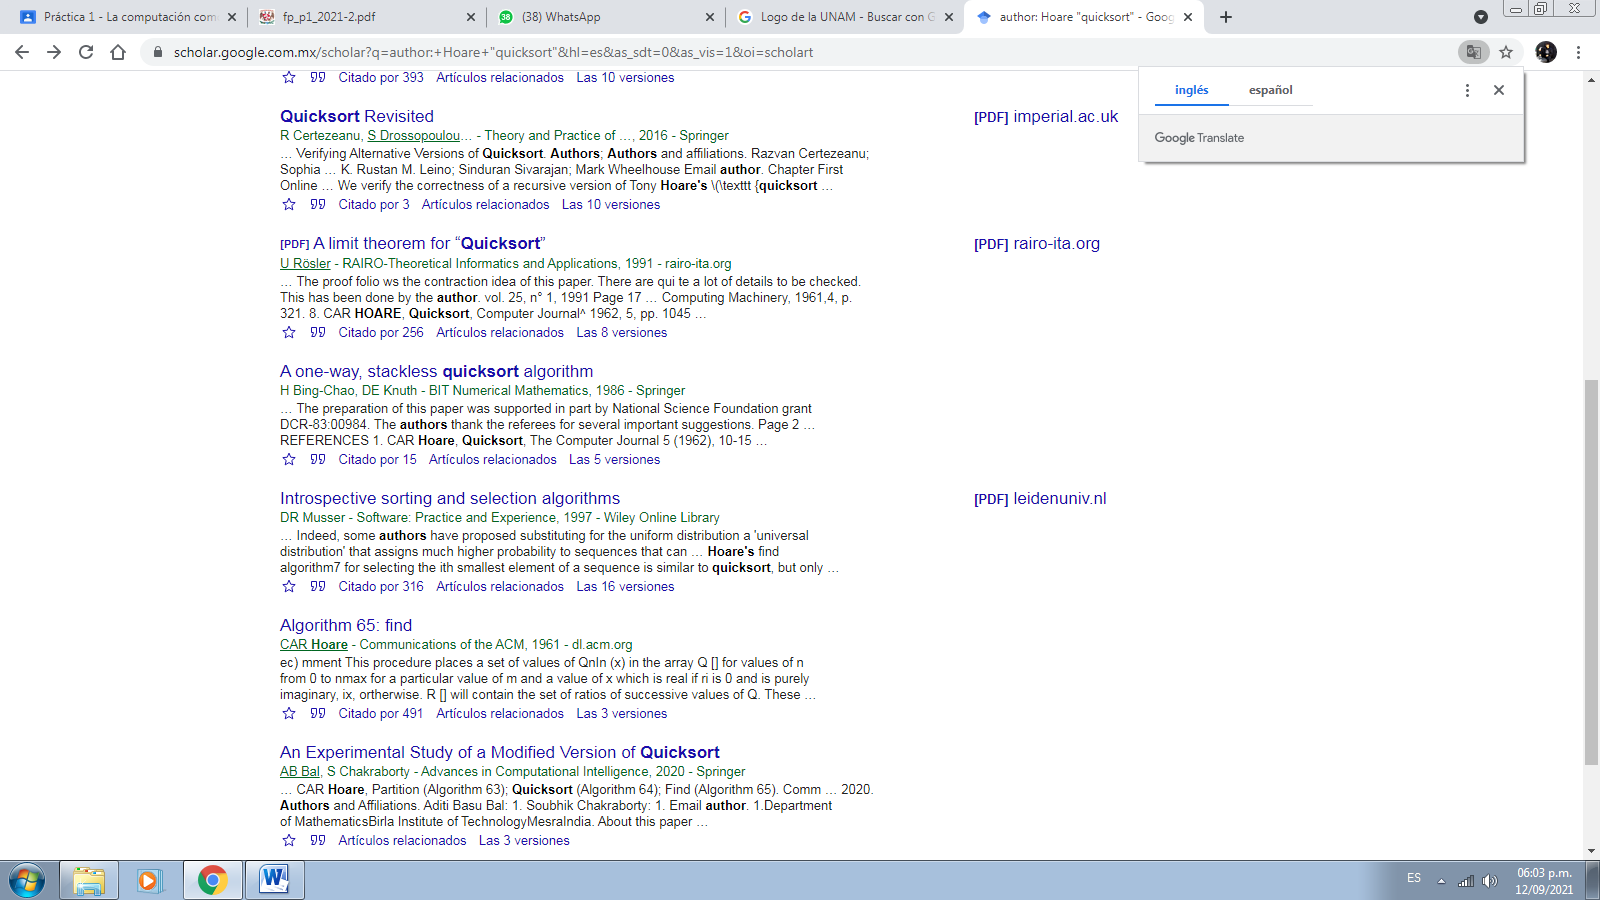 Práctica 1 - La computación com
fp_p1_2021-2.pdf
(38) WhatsApp
Logo de la UNAM - Buscar con G
author: Hoare "quicksort" - Goog
scholar.google.com.mx/scholar?q=author:+Hoare+"quicksort"&hl=es&as_sdt=0&as_vis=1&oi=scholart
inglés español
Google Translate
Citado por 393 Artículos relacionados Las 10 versiones
Quicksort Revisited
[PDF] imperial.ac.uk
R Certezeanu, S Drossopoulou… - Theory and Practice of …, 2016 - Springer
… Verifying Alternative Versions of Quicksort. Authors; Authors and affiliations. Razvan Certezeanu;
Sophia … K. Rustan M. Leino; Sinduran Sivarajan; Mark Wheelhouse Email author. Chapter First
Online … We verify the correctness of a recursive version of Tony Hoare's \(\texttt {quicksort …
Citado por 3 Artículos relacionados Las 10 versiones
[PDF] A limit theorem for “Quicksort”
[PDF] rairo-ita.org
U Rösler - RAIRO-Theoretical Informatics and Applications, 1991 - rairo-ita.org
… The proof folio ws the contraction idea of this paper. There are qui te a lot of details to be checked.
This has been done by the author. vol. 25, n° 1, 1991 Page 17 … Computing Machinery, 1961,4, p.
321. 8. CAR HOARE, Quicksort, Computer Journal^ 1962, 5, pp. 1045 …
Citado por 256 Artículos relacionados Las 8 versiones
A one-way, stackless quicksort algorithm
H Bing-Chao, DE Knuth - BIT Numerical Mathematics, 1986 - Springer
… The preparation of this paper was supported in part by National Science Foundation grant
DCR-83:00984. The authors thank the referees for several important suggestions. Page 2 …
REFERENCES 1. CAR Hoare, Quicksort, The Computer Journal 5 (1962), 10-15 …
Citado por 15 Artículos relacionados Las 5 versiones
Introspective sorting and selection algorithms
[PDF] leidenuniv.nl
DR Musser - Software: Practice and Experience, 1997 - Wiley Online Library
… Indeed, some authors have proposed substituting for the uniform distribution a 'universal
distribution' that assigns much higher probability to sequences that can … Hoare's find
algorithm7 for selecting the ith smallest element of a sequence is similar to quicksort, but only …
Citado por 316 Artículos relacionados Las 16 versiones
Algorithm 65: find
CAR Hoare - Communications of the ACM, 1961 - dl.acm.org
ec) mment This procedure places a set of values of QnIn (x) in the array Q [] for values of n
from 0 to nmax for a particular value of m and a value of x which is real if ri is 0 and is purely
imaginary, ix, ortherwise. R [] will contain the set of ratios of successive values of Q. These …
Citado por 491 Artículos relacionados Las 3 versiones
An Experimental Study of a Modified Version of Quicksort
AB Bal, S Chakraborty - Advances in Computational Intelligence, 2020 - Springer
… CAR Hoare, Partition (Algorithm 63); Quicksort (Algorithm 64); Find (Algorithm 65). Comm … 2020.
Authors and Affiliations. Aditi Basu Bal: 1. Soubhik Chakraborty: 1. Email author. 1.Department
of MathematicsBirla Institute of TechnologyMesraIndia. About this paper …
Artículos relacionados Las 3 versiones
ES
06:03 p.m.
12/09/2021